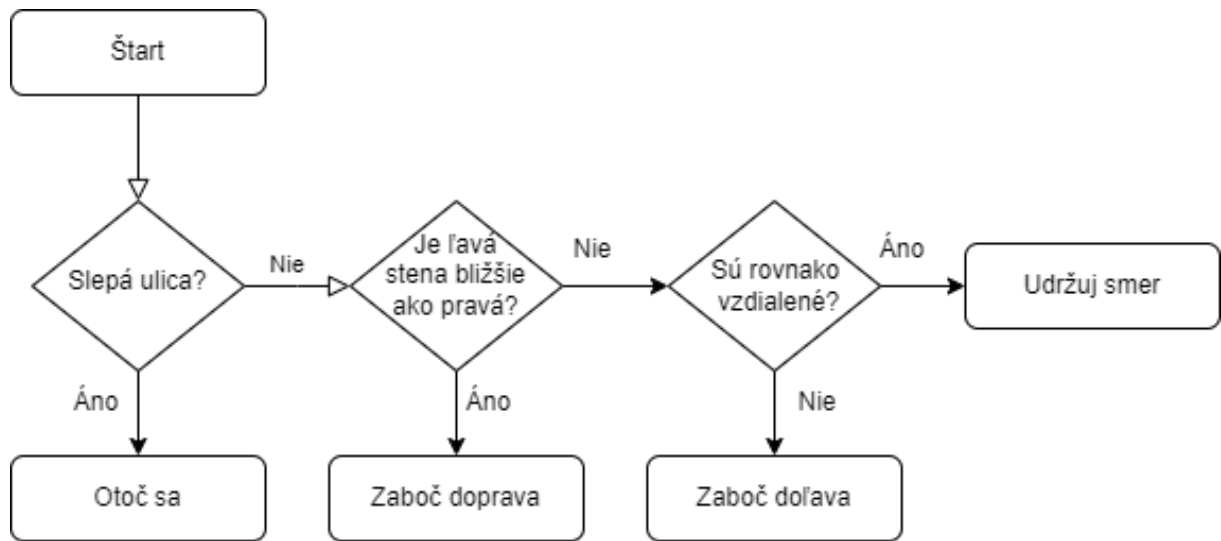 Štart
Slepá ulica?
Nie
Je ľavá
stena bližšie
ako pravá?
Nie
Sú rovnako
vzdialené?
Áno
Udržuj smer
Áno
Áno
Nie
Otoč sa
Zaboč doprava
Zaboč doľava